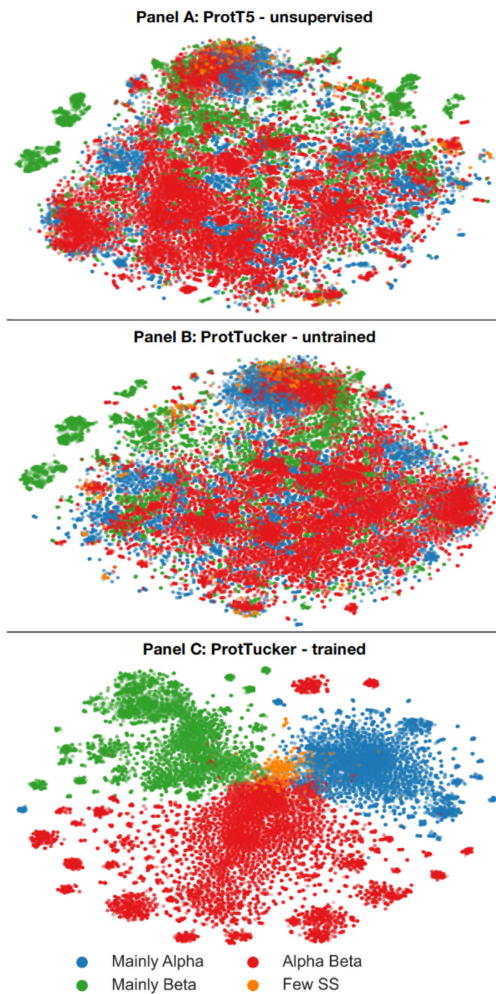 Panel A: ProtT5 - unsupervised
Panel B: ProtTucker - untrained
Panel C: ProtTucker - trained
Mainly Alpha
Alpha Beta
Mainly Beta
Few SS